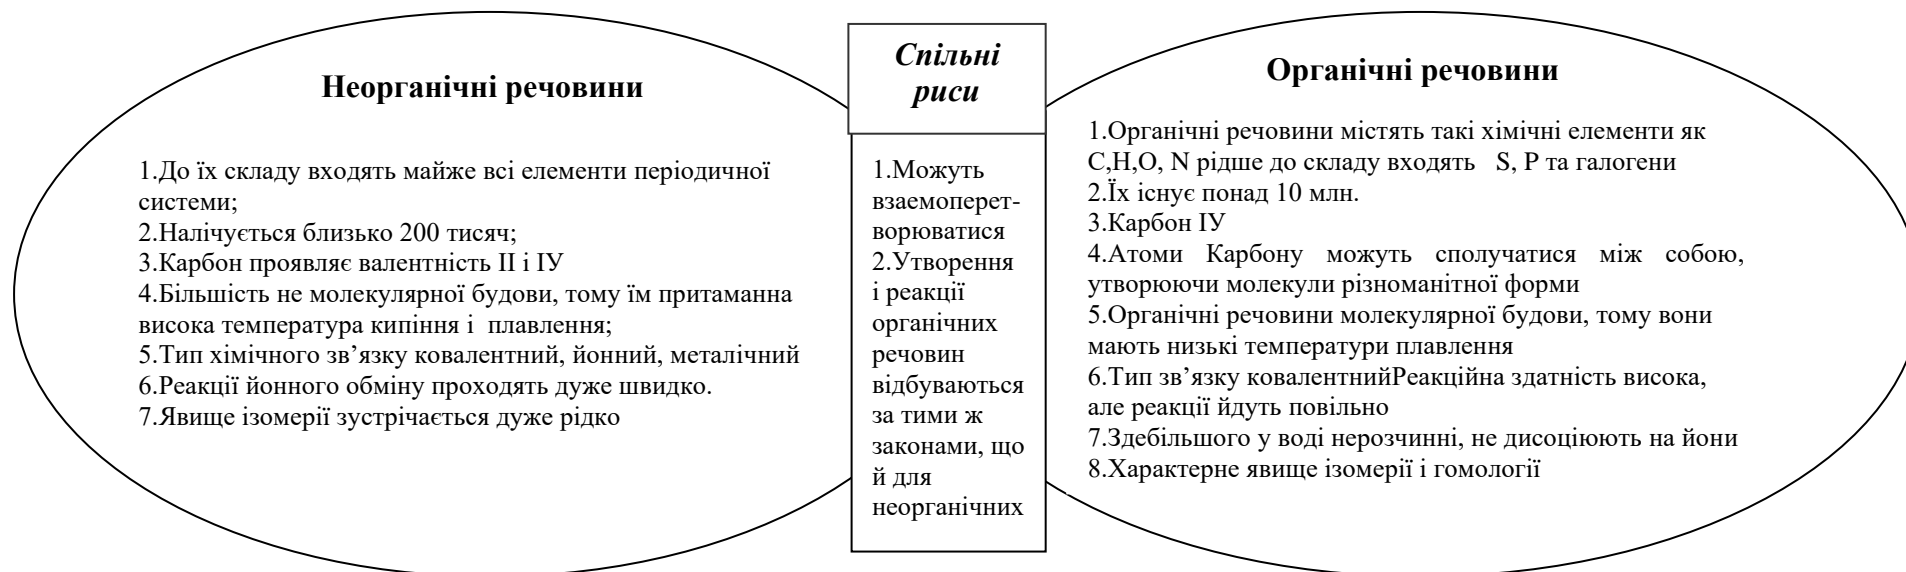 Неорганічні речовини
1.До їх складу входять майже всі елементи періодичної
системи;
2.Налічується близько 200 тисяч;
3.Карбон проявляє валентність ІІ і ІУ
4.Більшість не молекулярної будови, тому їм притаманна
висока температура кипіння і плавлення;
5.Тип хімічного зв’язку ковалентний, йонний, металічний
6.Реакції йонного обміну проходять дуже швидко.
7.Явище ізомерії зустрічається дуже рідко
Спільні
риси
1.Можуть
взаемоперет-
ворюватися
2.Утворення
і реакції
органічних
речовин
відбуваються
за тими ж
законами, що
й для
неорганічних
Органічні речовини
1.Органічні речовини містять такі хімічні елементи як
С,Н,О, N рідше до складу входять S, P та галогени
2.Їх існує понад 10 млн.
3.Карбон ІУ
4.Атоми Карбону можуть сполучатися між собою,
утворюючи молекули різноманітної форми
5.Органічні речовини молекулярної будови, тому вони
мають низькі температури плавлення
6.Тип зв’язку ковалентнийРеакційна здатність висока,
але реакції йдуть повільно
7.Здебільшого у воді нерозчинні, не дисоціюють на йони
8.Характерне явище ізомерії і гомології